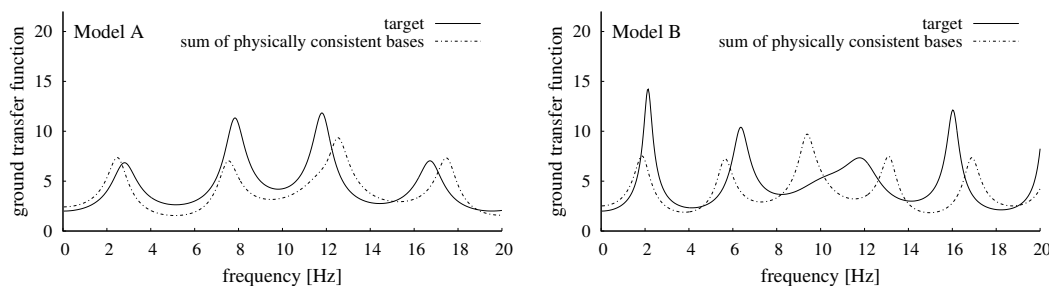 Model A
target
sum of physically consistent bases
ground transfer function
20
15
10
5
0
0 2 4 6 8 10 12 14 16 18 20
frequency [Hz]
Model B
target
sum of physically consistent bases
ground transfer function
20
15
10
5
0
0 2 4 6 8 10 12 14 16 18 20
frequency [Hz]